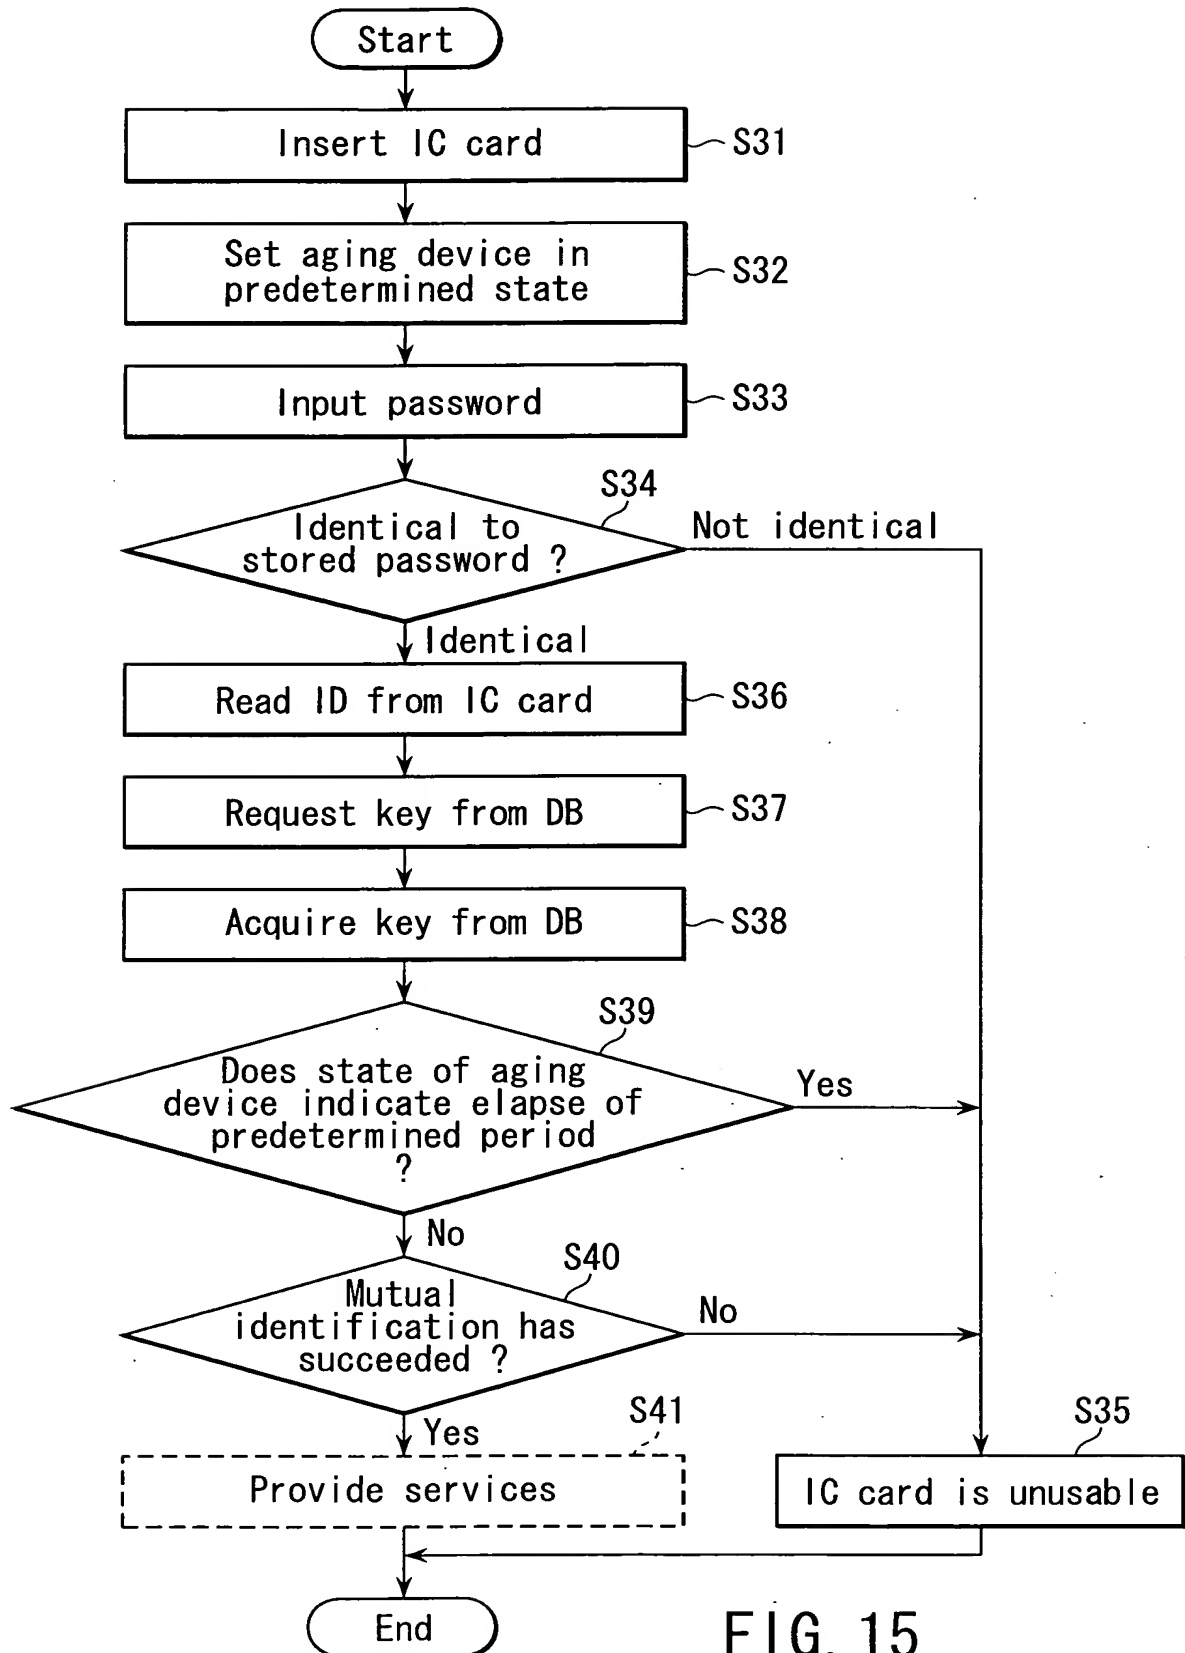 Start
Insert IC card
S31
Set aging device in
predetermined state
S32
Input password
S33
S34
Identical to
stored password ?
Not identical
Identical
Read ID from IC card
S36
Request key from DB
S37
Acquire key from DB
S38
S39
Does state of aging
device indicate elapse of
predetermined period
?
Yes
No
S40
Mutual
identification has
succeeded ?
No
Yes
S41
Provide services
S35
IC card is unusable
End
FIG. 15